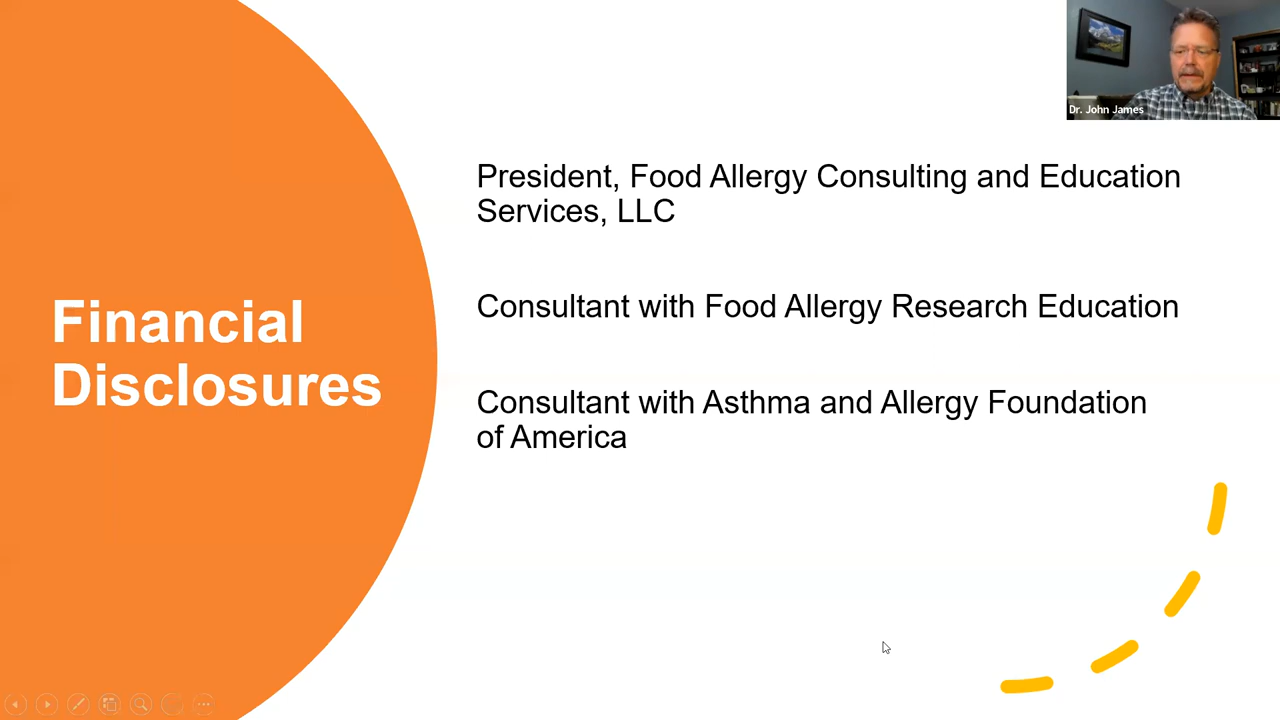 Dr. John James
President, Food Allergy Consulting and Education
Services, LLC
Consultant with Food Allergy Research Education
Consultant with Asthma and Allergy Foundation
of America
Financial
Disclosures